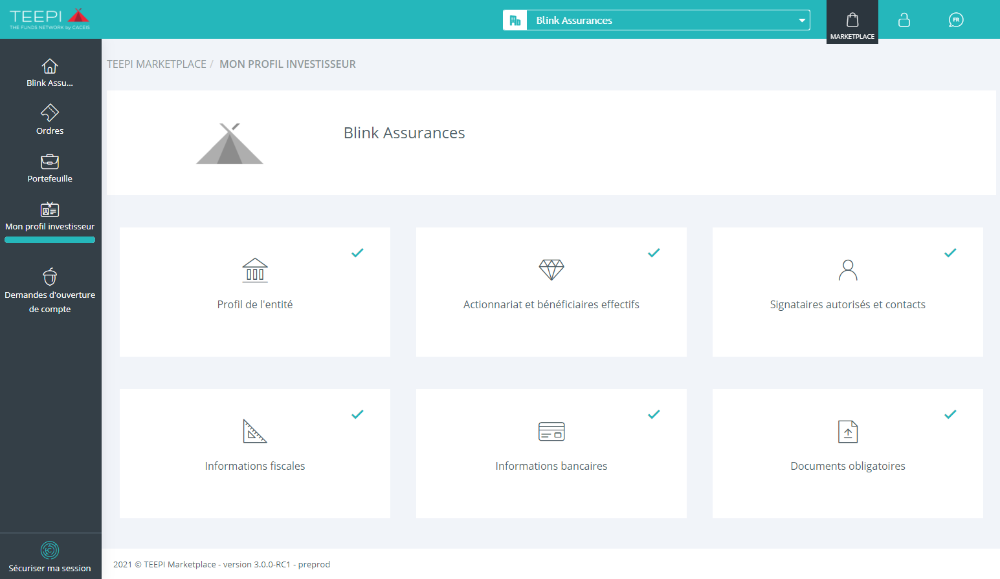 TEEPI
THE FUNDS NETWORK by CACEIS
Blink Assurances
MARKETPLACE
FR
Blink Assu...
Ordres
Portefeuille
Mon profil investisseur
Demandes d'ouverture
de compte
Sécuriser ma session
TEEPI MARKETPLACE / MON PROFIL INVESTISSEUR
Blink Assurances
Profil de l'entité
Actionnariat et bénéficiaires effectifs
Signataires autorisés et contacts
Informations fiscales
Informations bancaires
Documents obligatoires
2021 © TEEPI Marketplace - version 3.0.0-RC1 - preprod